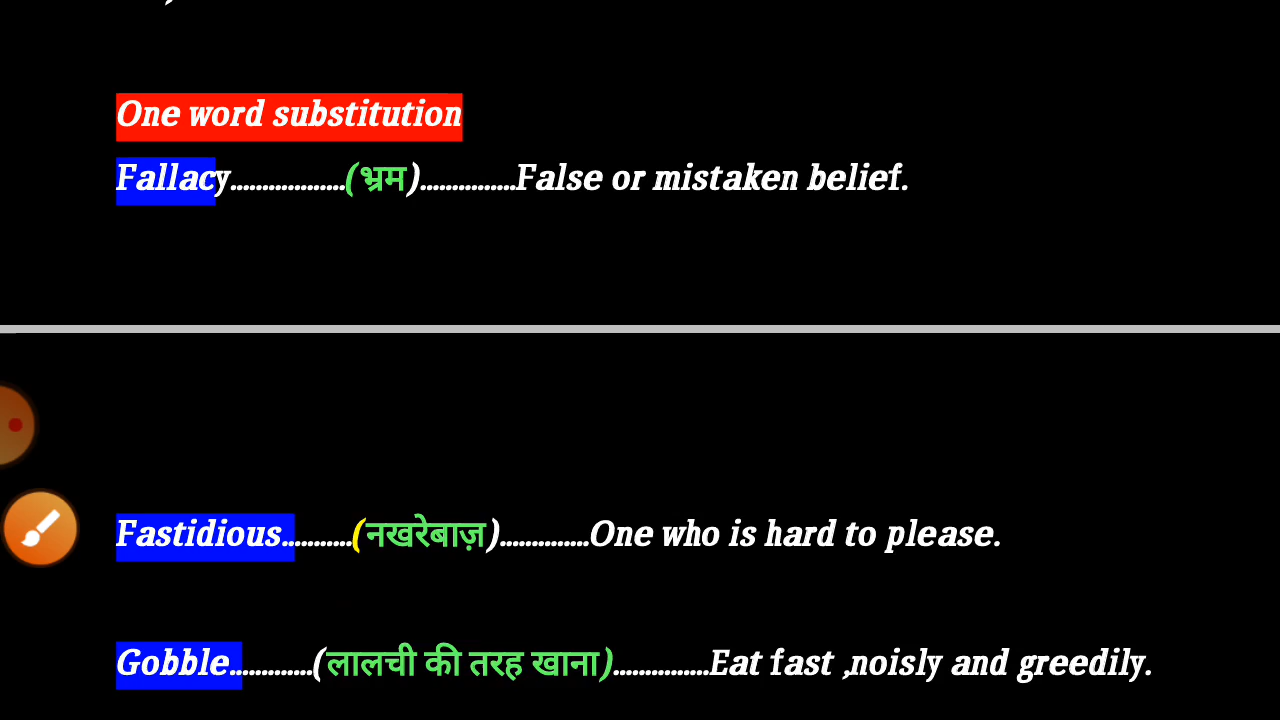 One word substitution
Fallacy..................(भ्रम)...............False or mistaken belief.
Fastidious...........(नखरेबाज़)..............One who is hard to please.
Gobble.............(लालची की तरह खाना)...............Eat fast ,noisly and greedily.